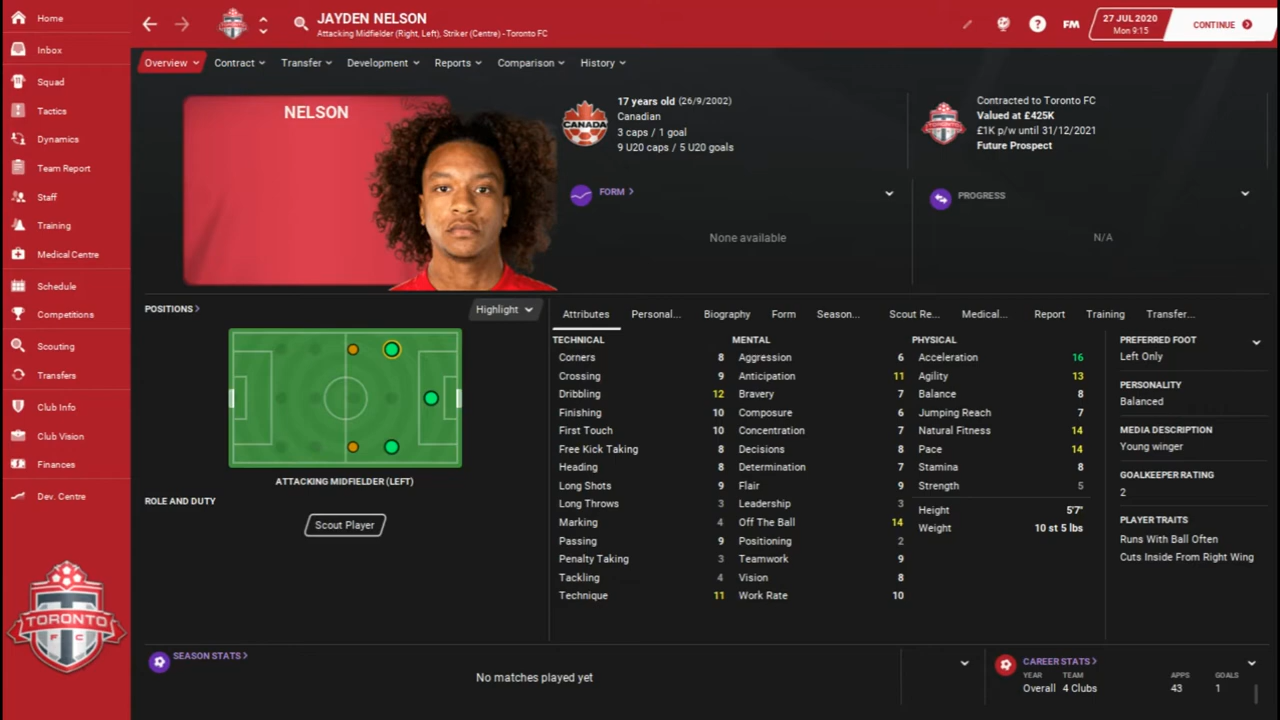 Home
Inbox
Squad
Tactics
Dynamics
Team Report
Staff
Training
Medical Centre
Schedule
Competitions
Scouting
Transfers
Club Info
Club Vision
Finances
Dev. Centre
TORONTO
FC
JAYDEN NELSON
Attacking Midfielder (Right, Left), Striker (Centre) - Toronto FC
?
FM
27 JUL 2020
Mon 9:15
CONTINUE
Overview Contract Transfer Development Reports Comparison History
NELSON
CANADA
17 years old (26/9/2002)
Canadian
3 caps / 1 goal
9 U20 caps / 5 U20 goals
TORONTO
Contracted to Toronto FC
Valued at £425K
£1K p/w until 31/12/2021
Future Prospect
FORM
None available
PROGRESS
N/A
POSITIONS
Highlight
ATTACKING MIDFIELDER (LEFT)
ROLE AND DUTY
Scout Player
Attributes Personal... Biography Form Season... Scout Re... Medical... Report Training Transfer...
TECHNICAL
Corners 8
Crossing 9
Dribbling 12
Finishing 10
First Touch 10
Free Kick Taking 8
Heading 8
Long Shots 9
Long Throws 3
Marking 4
Passing 9
Penalty Taking 3
Tackling 4
Technique 11
MENTAL
Aggression 6
Anticipation 11
Bravery 7
Composure 6
Concentration 7
Decisions 8
Determination 7
Flair 9
Leadership 3
Off The Ball 14
Positioning 2
Teamwork 9
Vision 8
Work Rate 10
PHYSICAL
Acceleration 16
Agility 13
Balance 8
Jumping Reach 7
Natural Fitness 14
Pace 14
Stamina 8
Strength 5
Height 5'7"
Weight 10 st 5 lbs
PREFERRED FOOT
Left Only
PERSONALITY
Balanced
MEDIA DESCRIPTION
Young winger
GOALKEEPER RATING
2
PLAYER TRAITS
Runs With Ball Often
Cuts Inside From Right Wing
SEASON STATS
No matches played yet
CAREER STATS
YEAR TEAM APPS GOALS
Overall 4 Clubs 43 1